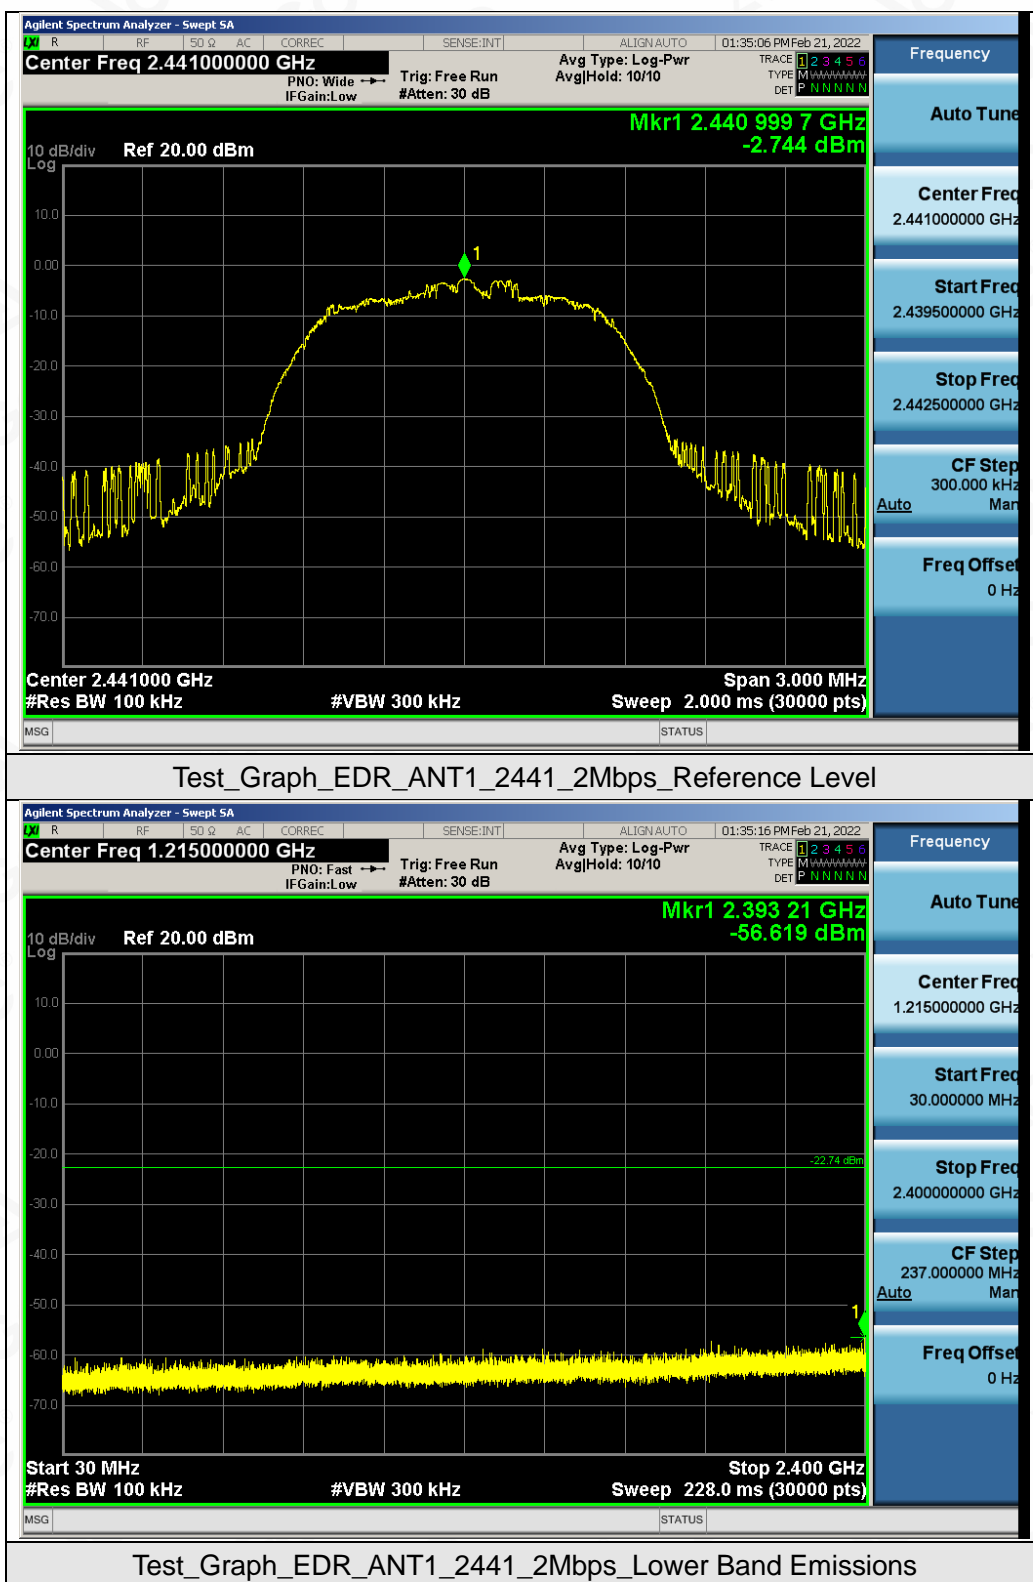 Agilent Spectrum Analyzer - Swept SA
LXI R RF 50 Ω AC CORREC SENSE:INT ALIGNAUTO 01:35:06 PM Feb 21, 2022
Center Freq 2.441000000 GHz
PNO: Wide
IFGain:Low
Trig: Free Run
#Atten: 30 dB
Avg Type: Log-Pwr
Avg|Hold: 10/10
TRACE 1 2 3 4 5 6
TYPE M WWWWW
DET P N N N N N
Frequency
Auto Tune
Center Freq
2.441000000 GHz
Start Freq
2.439500000 GHz
Stop Freq
2.442500000 GHz
CF Step
300.000 kHz
Auto Man
Freq Offset
0 Hz
Mkr1 2.440 999 7 GHz
-2.744 dBm
10 dB/div Ref 20.00 dBm
Log
10.0
0.00
-10.0
-20.0
-30.0
-40.0
-50.0
-60.0
-70.0
1
Center 2.441000 GHz Span 3.000 MHz
#Res BW 100 kHz #VBW 300 kHz Sweep 2.000 ms (30000 pts)
MSG STATUS
Test_Graph_EDR_ANT1_2441_2Mbps_Reference Level
Agilent Spectrum Analyzer - Swept SA
LXI R RF 50 Ω AC CORREC SENSE:INT ALIGNAUTO 01:35:16 PM Feb 21, 2022
Center Freq 1.215000000 GHz
PNO: Fast
IFGain:Low
Trig: Free Run
#Atten: 30 dB
Avg Type: Log-Pwr
Avg|Hold: 10/10
TRACE 1 2 3 4 5 6
TYPE M WWWWW
DET P N N N N N
Frequency
Auto Tune
Center Freq
1.215000000 GHz
Start Freq
30.000000 MHz
Stop Freq
2.400000000 GHz
CF Step
237.000000 MHz
Auto Man
Freq Offset
0 Hz
Mkr1 2.393 21 GHz
-56.619 dBm
10 dB/div Ref 20.00 dBm
Log
10.0
0.00
-10.0
-20.0
-30.0
-40.0
-50.0
-60.0
-70.0
-22.74 dBm
1
Start 30 MHz Stop 2.400 GHz
#Res BW 100 kHz #VBW 300 kHz Sweep 228.0 ms (30000 pts)
MSG STATUS
Test_Graph_EDR_ANT1_2441_2Mbps_Lower Band Emissions